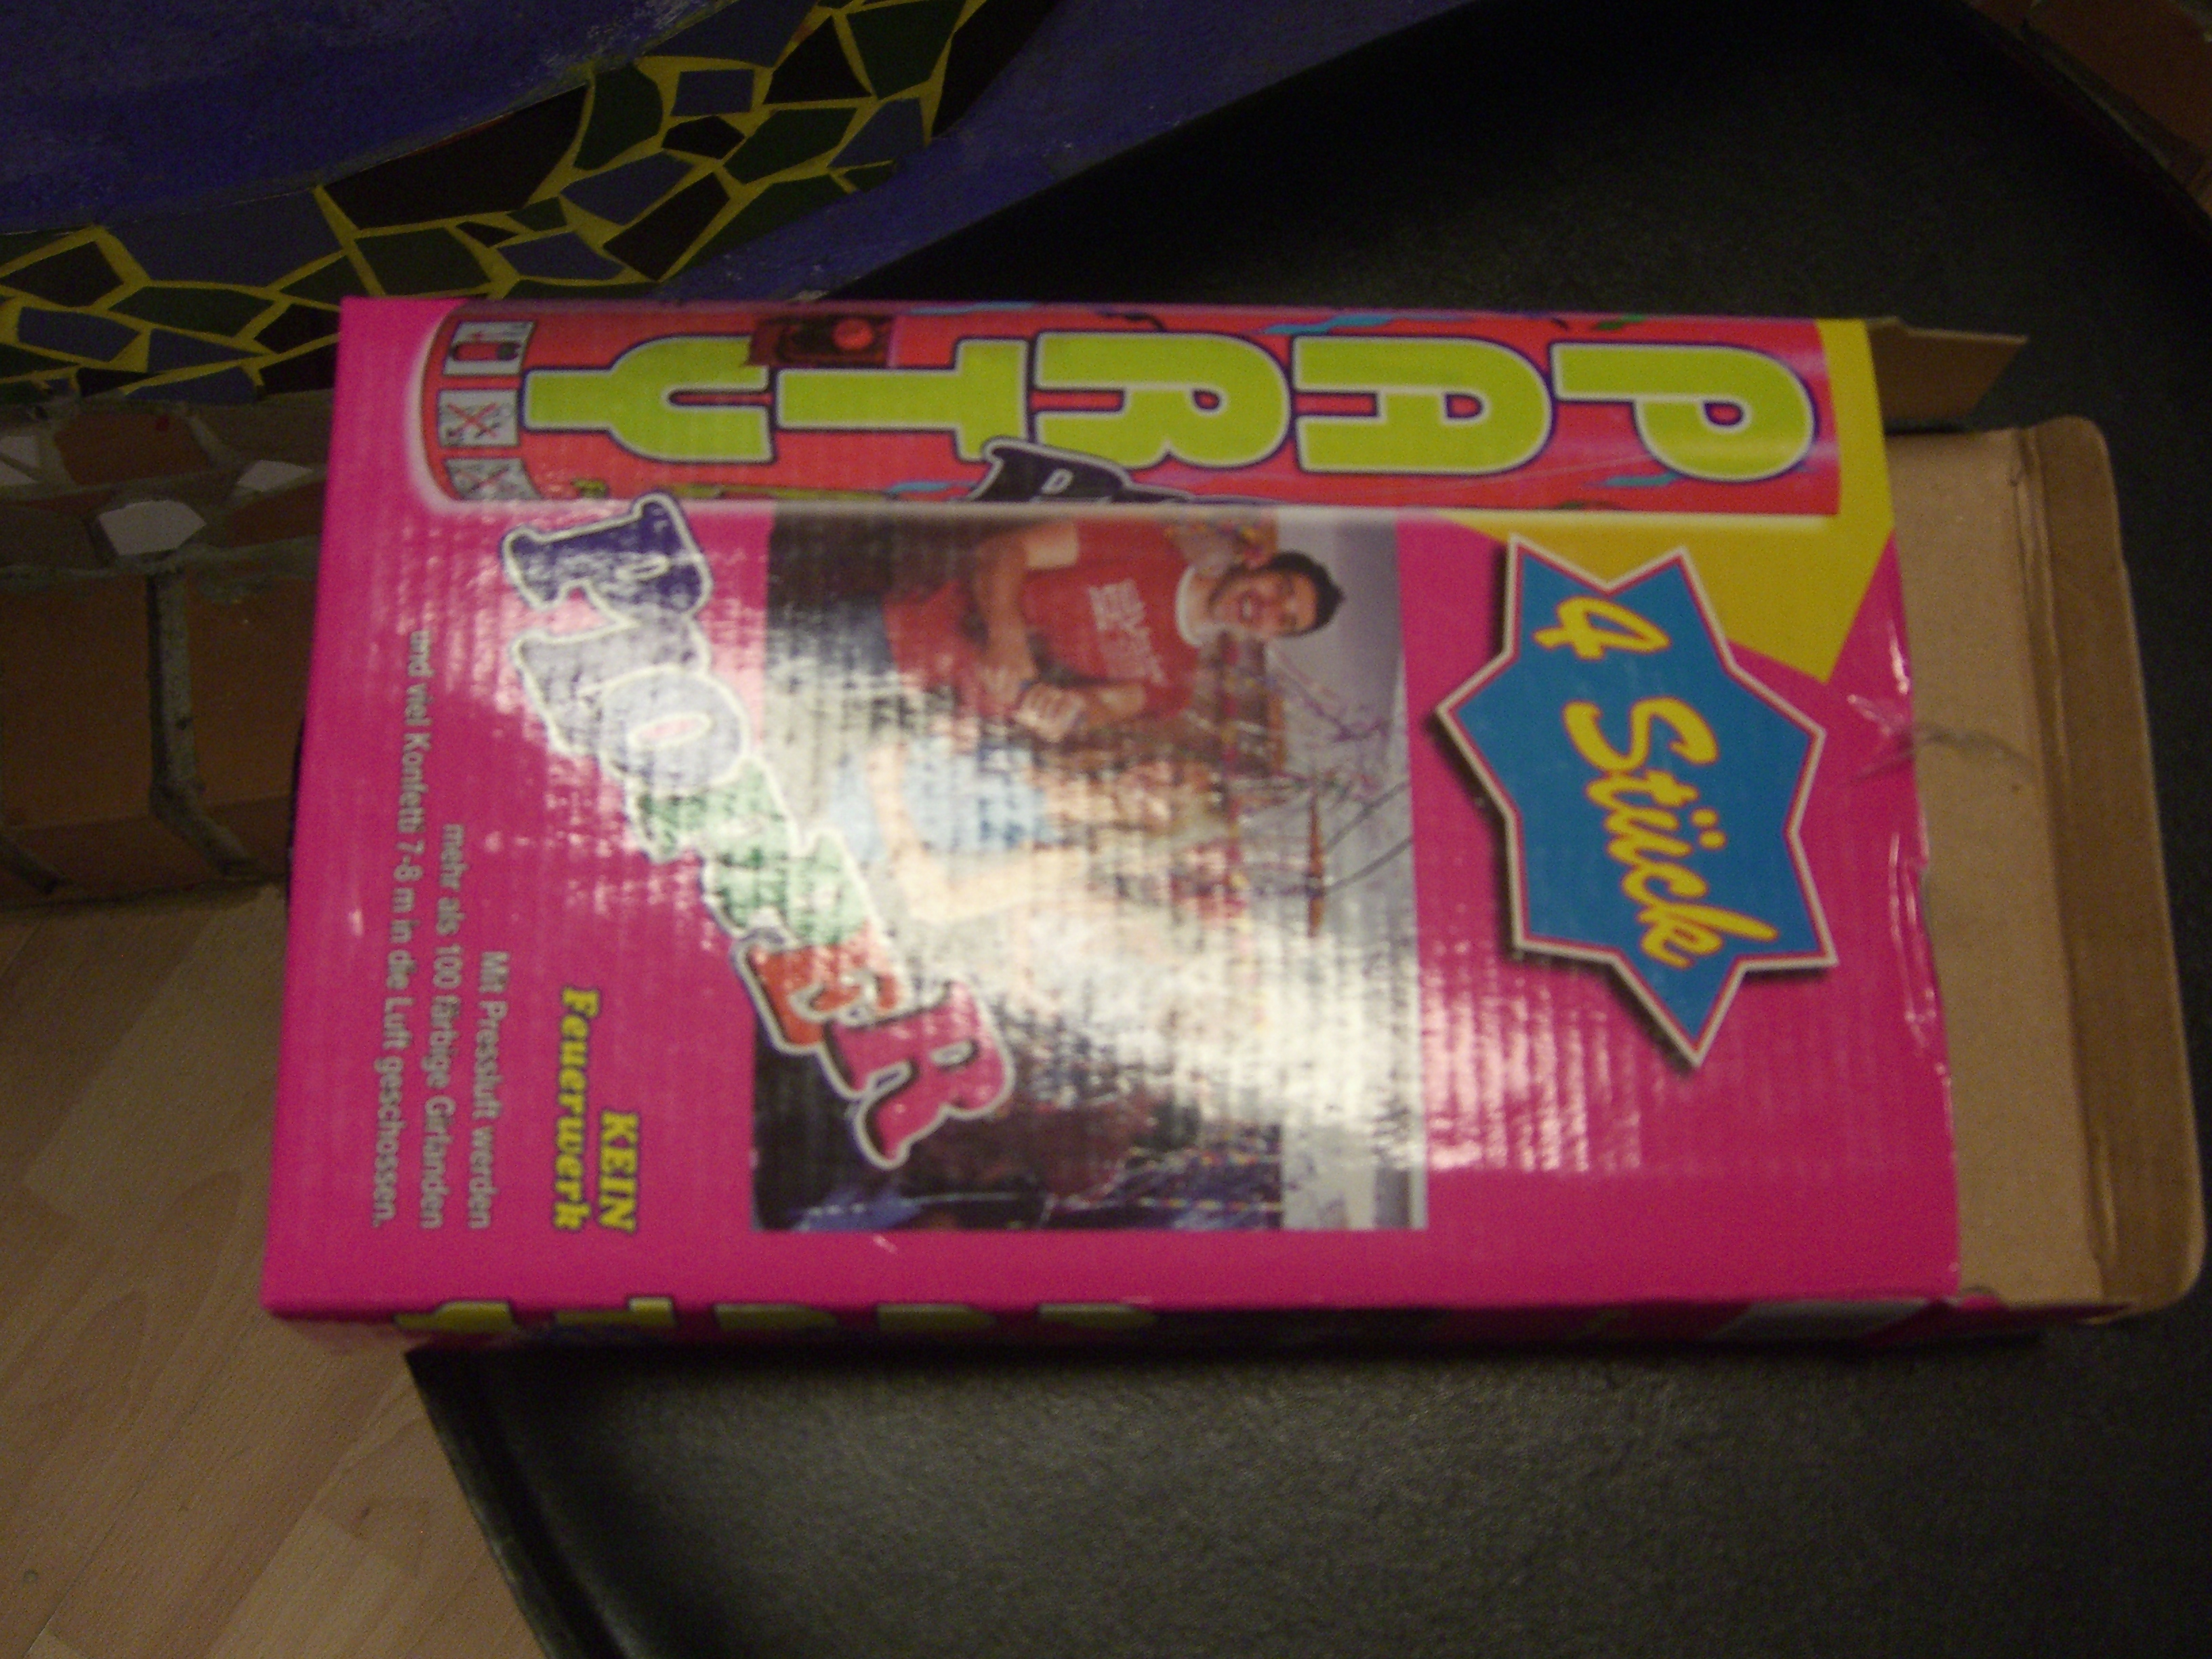 PARTY
POPPER
4 Stück
KEIN
Feuerwerk
Mit Pressluft werden
mehr als 100 färbige Girlanden
und viel Konfetti 7-8 m in die Luft geschossen.